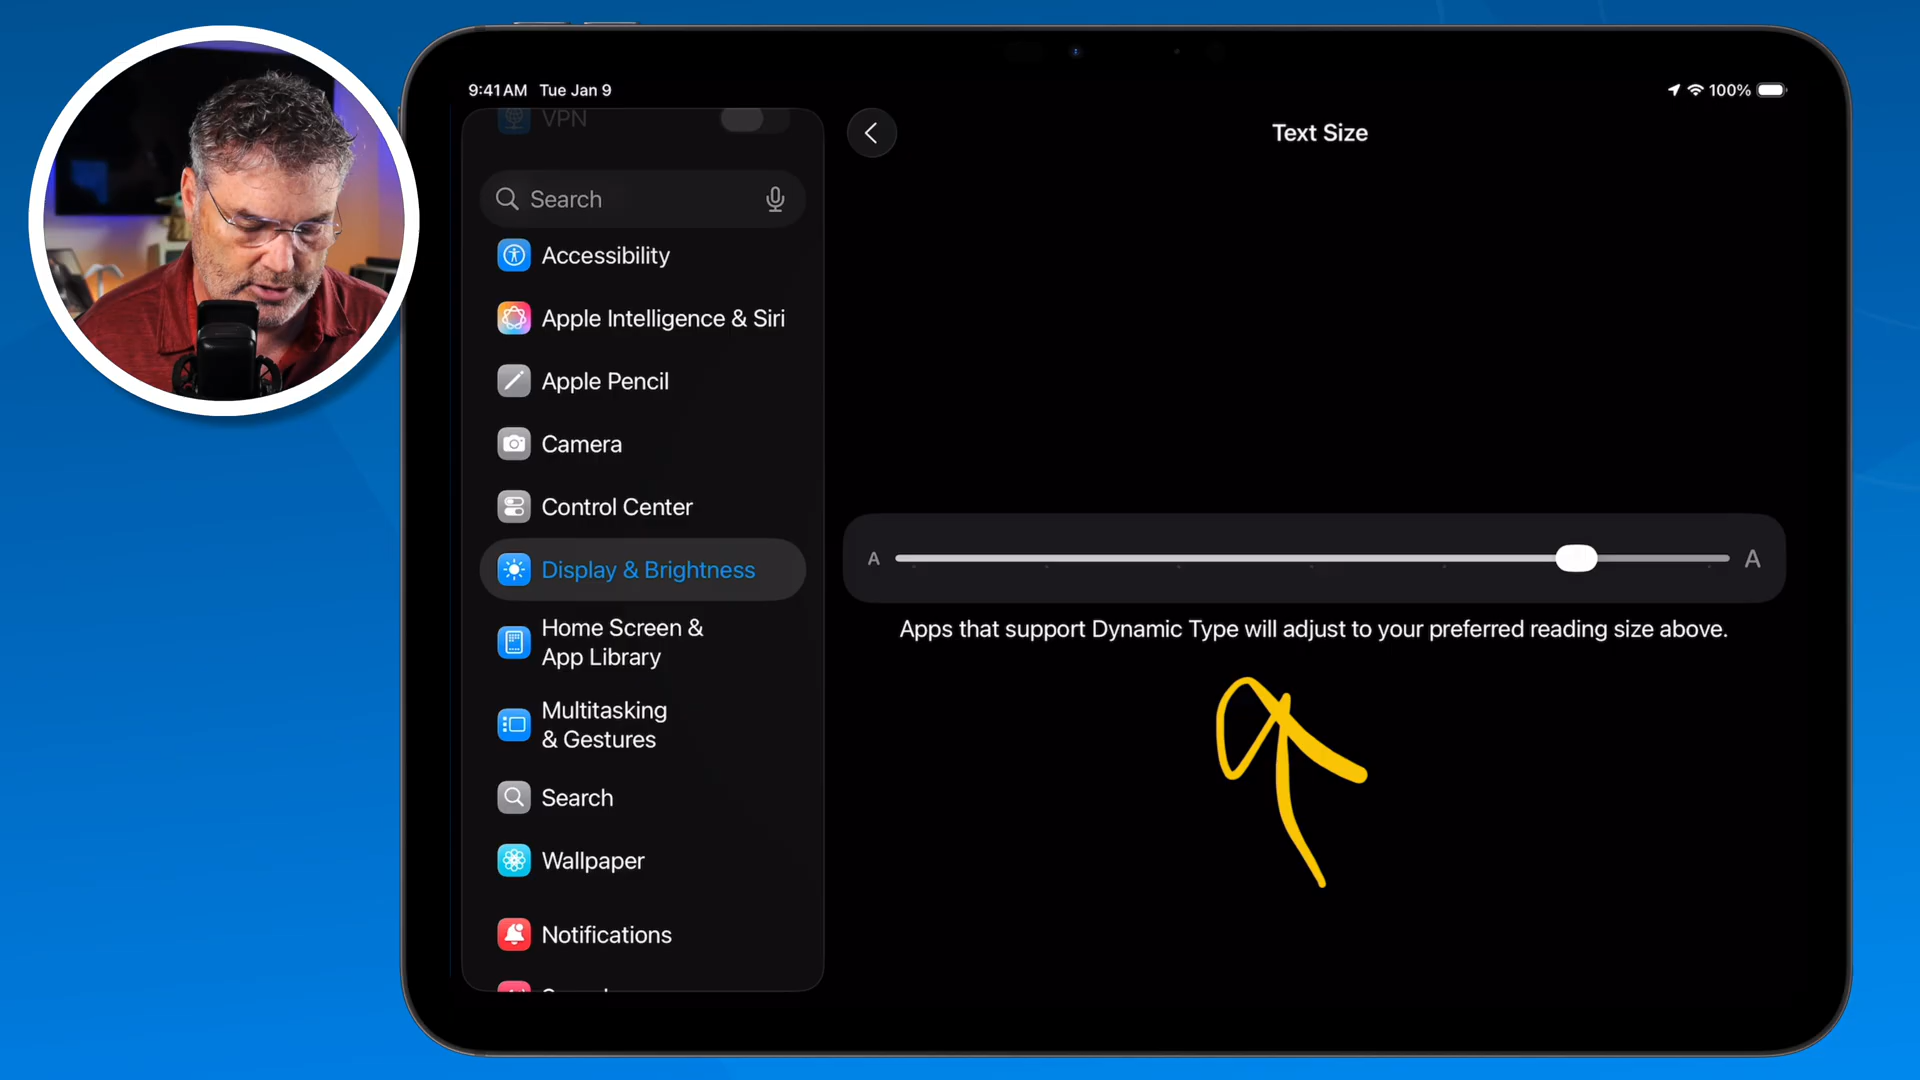 9:41 AM Tue Jan 9
100%
VPN
Search
Accessibility
Apple Intelligence & Siri
Apple Pencil
Camera
Control Center
Display & Brightness
Home Screen &
App Library
Multitasking
& Gestures
Search
Wallpaper
Notifications
Text Size
A
A
Apps that support Dynamic Type will adjust to your preferred reading size above.